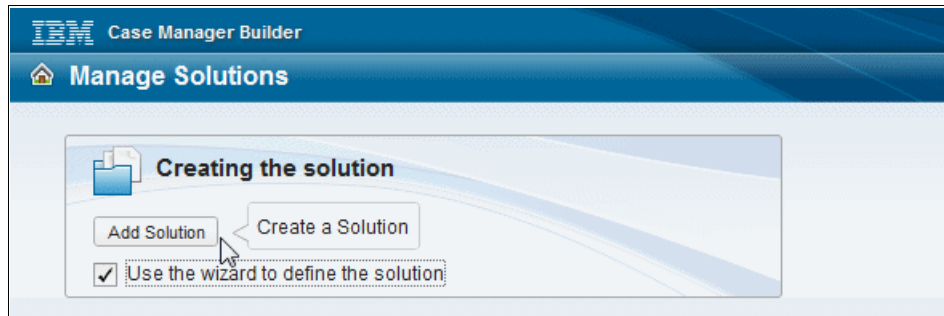 IBM Case Manager Builder
Manage Solutions
Creating the solution
Add Solution Create a Solution
Use the wizard to define the solution